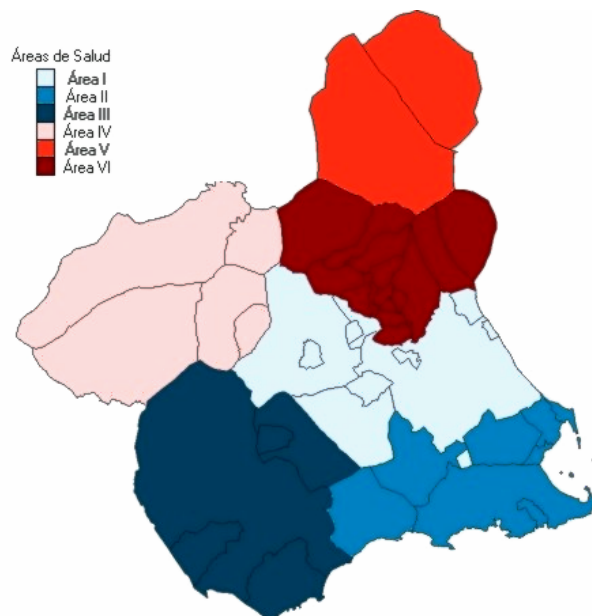 Áreas de Salud
Área I
Área II
Área III
Área IV
Área V
Área VI